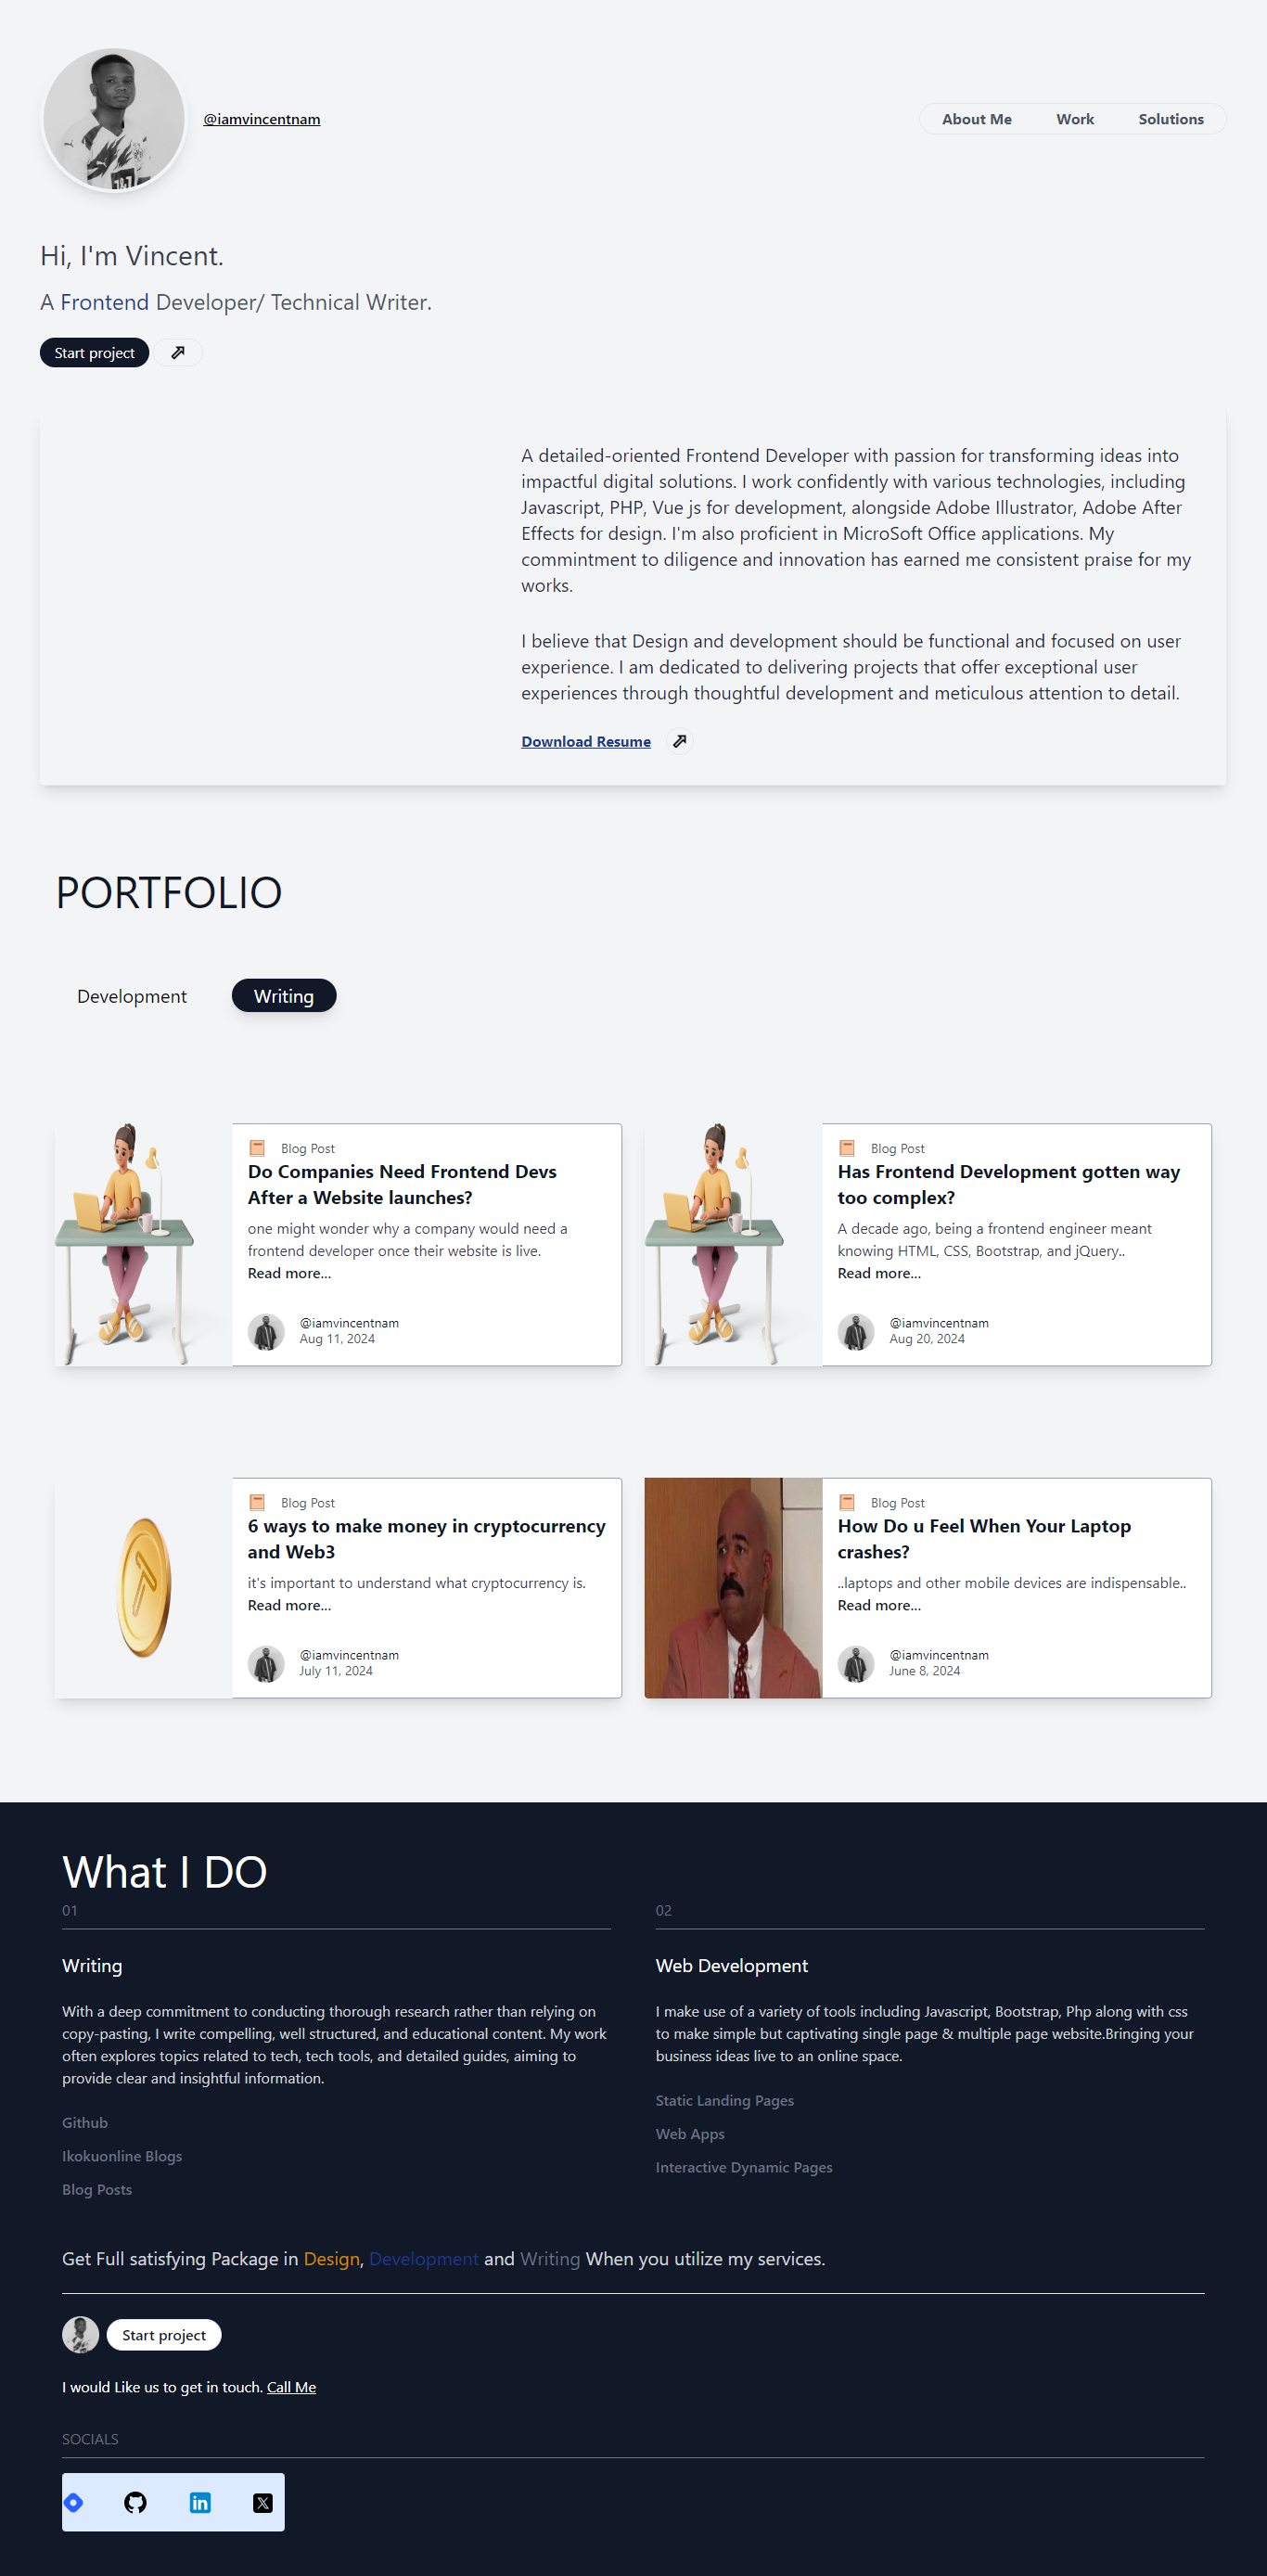 @iamvincentnam
About Me
Work
Solutions
Hi, I'm Vincent.
A Frontend Developer/ Technical Writer.
Start project
A detailed-oriented Frontend Developer with passion for transforming ideas into
impactful digital solutions. I work confidently with various technologies, including
Javascript, PHP, Vue js for development, alongside Adobe Illustrator, Adobe After
Effects for design. I'm also proficient in MicroSoft Office applications. My
commintment to diligence and innovation has earned me consistent praise for my
works.
I believe that Design and development should be functional and focused on user
experience. I am dedicated to delivering projects that offer exceptional user
experiences through thoughtful development and meticulous attention to detail.
Download Resume
PORTFOLIO
Development
Writing
Blog Post
Do Companies Need Frontend Devs
After a Website launches?
one might wonder why a company would need a
frontend developer once their website is live.
Read more...
@iamvincentnam
Aug 11, 2024
Blog Post
Has Frontend Development gotten way
too complex?
A decade ago, being a frontend engineer meant
knowing HTML, CSS, Bootstrap, and jQuery..
Read more...
@iamvincentnam
Aug 20, 2024
Blog Post
6 ways to make money in cryptocurrency
and Web3
it's important to understand what cryptocurrency is.
Read more...
@iamvincentnam
July 11, 2024
Blog Post
How Do u Feel When Your Laptop
crashes?
..laptops and other mobile devices are indispensable..
Read more...
@iamvincentnam
June 8, 2024
What I DO
01
Writing
With a deep commitment to conducting thorough research rather than relying on
copy-pasting, I write compelling, well structured, and educational content. My work
often explores topics related to tech, tech tools, and detailed guides, aiming to
provide clear and insightful information.
Github
Ikokuonline Blogs
Blog Posts
02
Web Development
I make use of a variety of tools including Javascript, Bootstrap, Php along with css
to make simple but captivating single page & multiple page website.Bringing your
business ideas live to an online space.
Static Landing Pages
Web Apps
Interactive Dynamic Pages
Get Full satisfying Package in Design, Development and Writing When you utilize my services.
Start project
I would Like us to get in touch. Call Me
SOCIALS